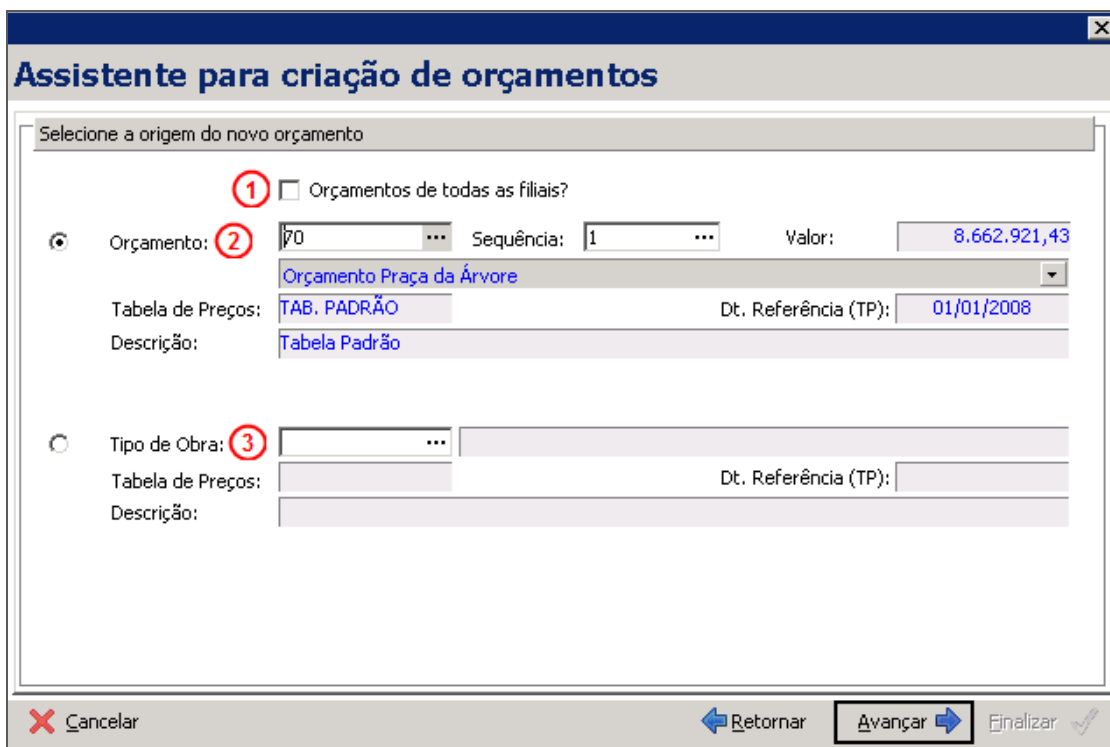 Assistente para criação de orçamentos
Selecione a origem do novo orçamento
1 Orçamentos de todas as filiais?
Orçamento: 2 70 ... Sequência: 1 ... Valor: 8.662.921,43
Orçamento Praça da Árvore
Tabela de Preços: TAB. PADRÃO Dt. Referência (TP): 01/01/2008
Descrição: Tabela Padrão
Tipo de Obra: 3 ...
Tabela de Preços: Dt. Referência (TP):
Descrição:
Cancelar Retornar Avançar Finalizar